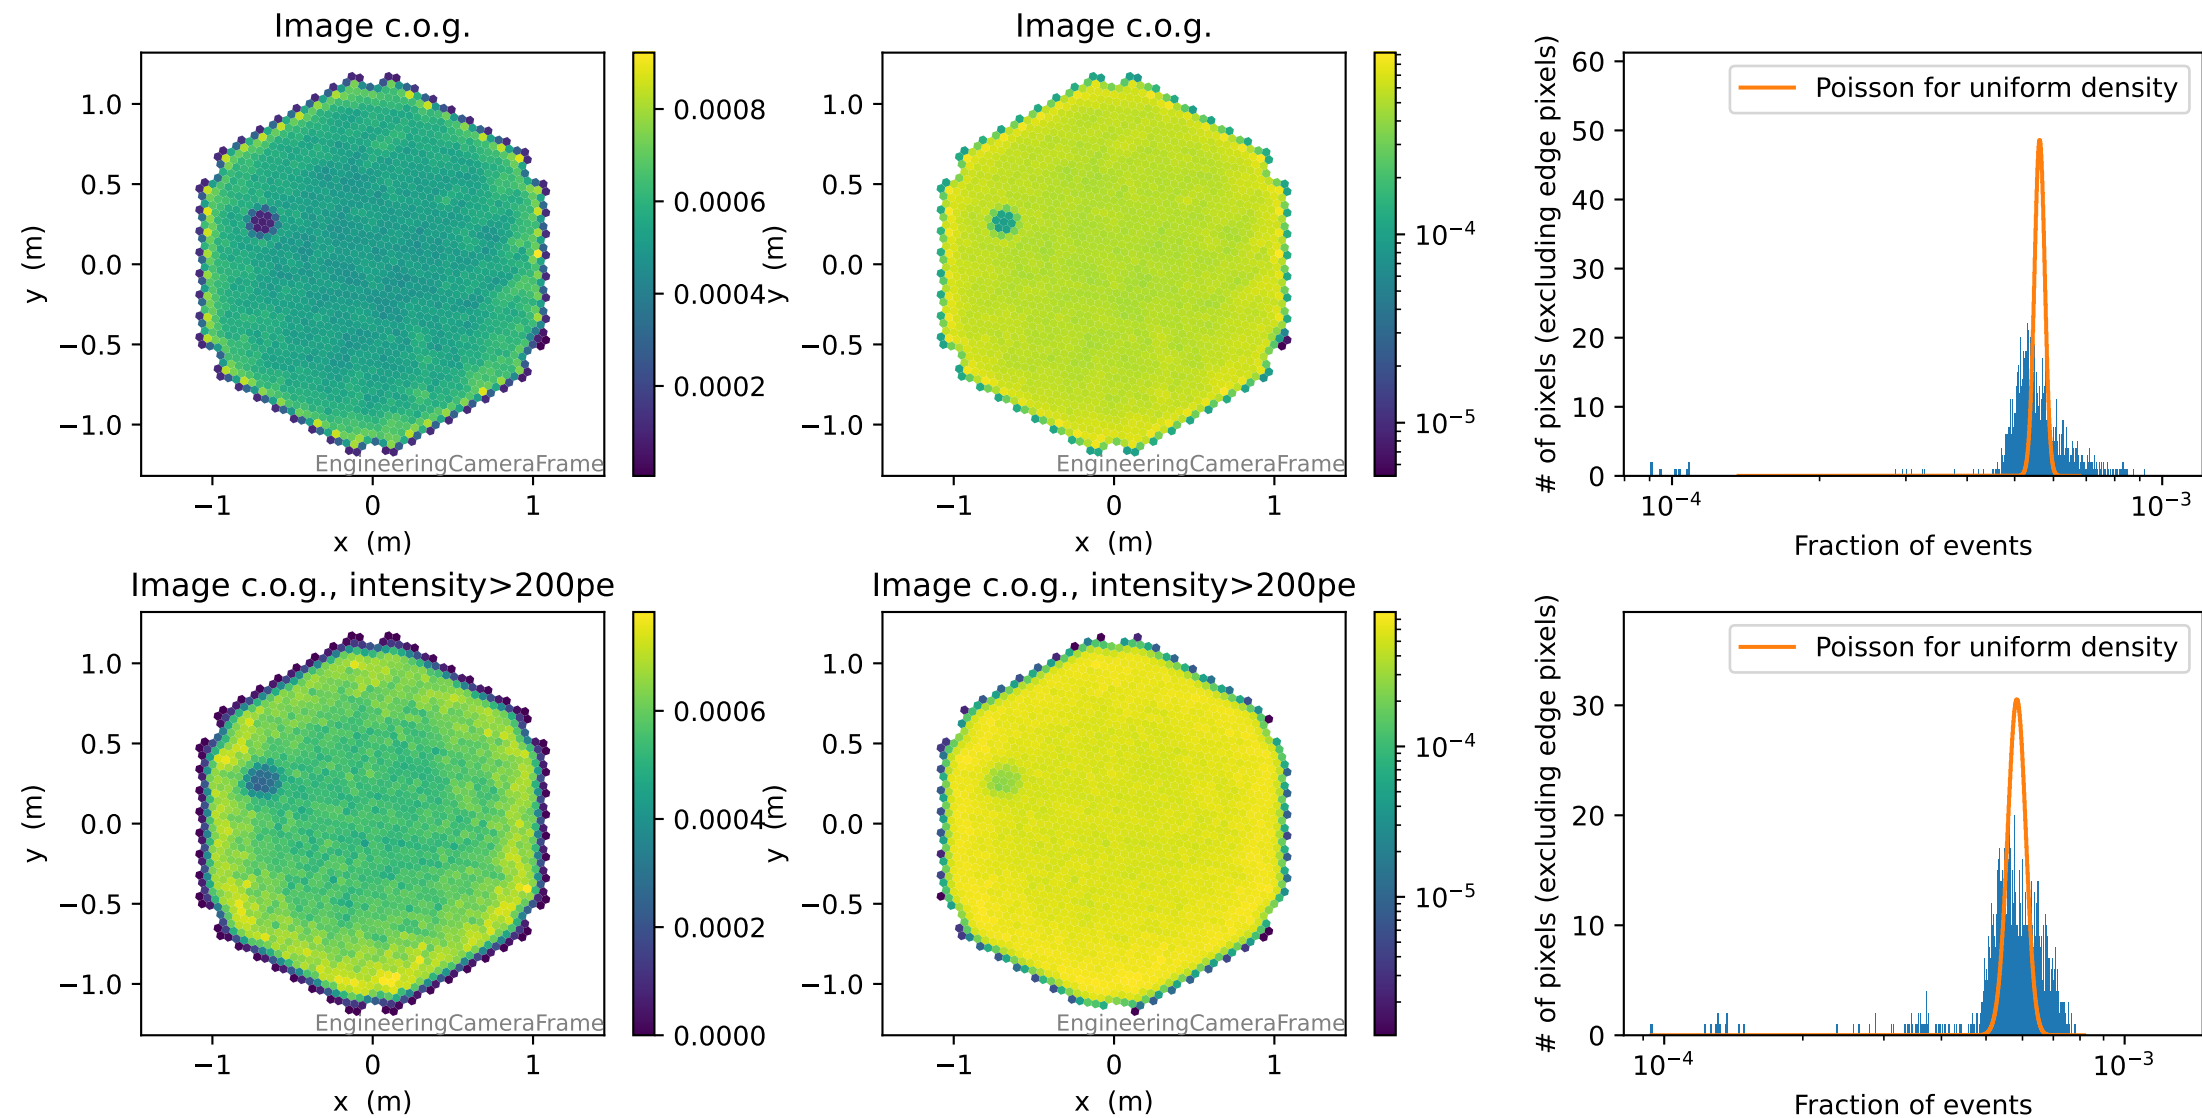 Image c.o.g.
1.0
0.5
0.0
−0.5
−1.0
y (m)
−1
0
1
x (m)
EngineeringCameraFrame
0.0008
0.0006
0.0004
0.0002
Image c.o.g.
1.0
0.5
0.0
−0.5
−1.0
y (m)
−1
0
1
x (m)
EngineeringCameraFrame
10⁻⁴
10⁻⁵
# of pixels (excluding edge pixels)
60
50
40
30
20
10
0
Poisson for uniform density
10⁻⁴
10⁻³
Fraction of events
Image c.o.g., intensity>200pe
1.0
0.5
0.0
−0.5
−1.0
y (m)
−1
0
1
x (m)
EngineeringCameraFrame
0.0006
0.0004
0.0002
0.0000
Image c.o.g., intensity>200pe
1.0
0.5
0.0
−0.5
−1.0
y (m)
−1
0
1
x (m)
EngineeringCameraFrame
10⁻⁴
10⁻⁵
# of pixels (excluding edge pixels)
30
20
10
0
Poisson for uniform density
10⁻⁴
10⁻³
Fraction of events